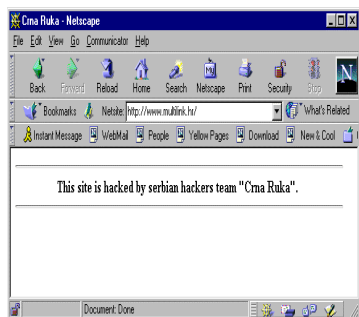 Crna Ruka - Netscape
File Edit View Go Communicator Help
Back Forward Reload Home Search Netscape Print Security Stop N
Bookmarks Netsite: http://www.multilink.hr/ What's Related
Instant Message WebMail People Yellow Pages Download New & Cool
This site is hacked by serbian hackers team "Crna Ruka".
Document: Done